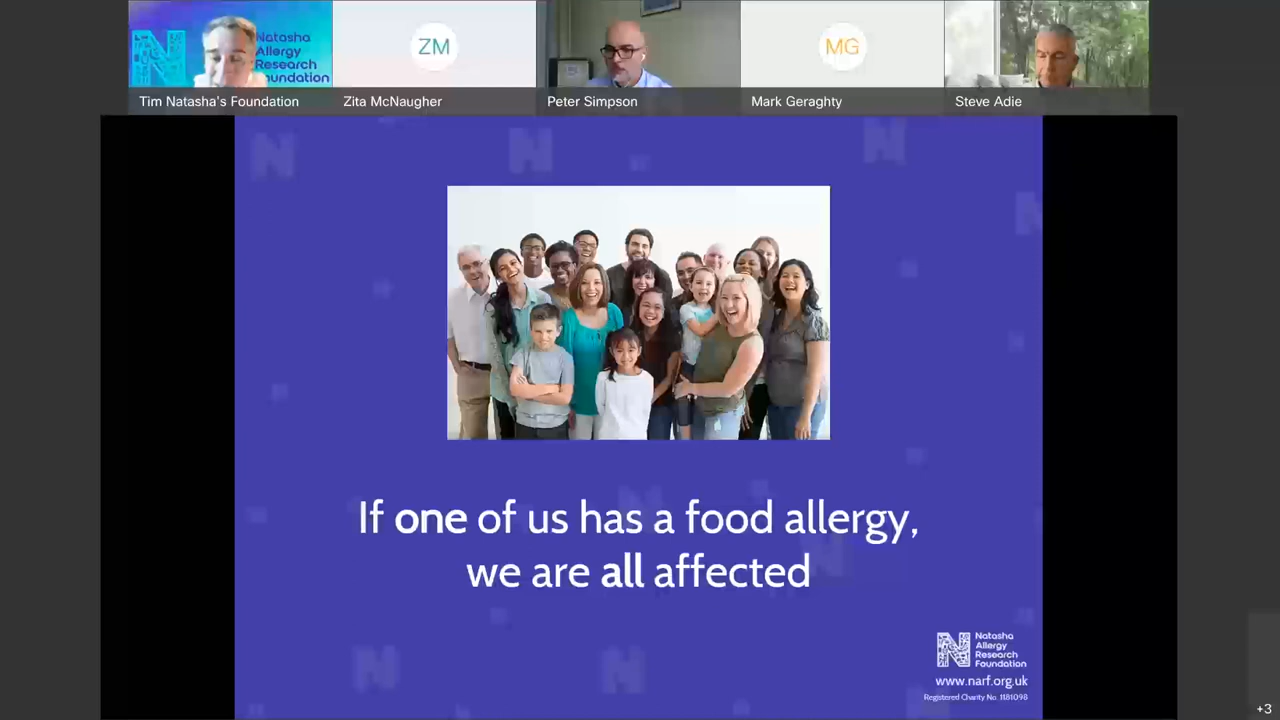 Natasha
Allergy
Research
Foundation
ZM
MG
Tim Natasha's Foundation
Zita McNaugher
Peter Simpson
Mark Geraghty
Steve Adie
If one of us has a food allergy,
we are all affected
Natasha
Allergy
Research
Foundation
www.narf.org.uk
Registered Charity No. 1181098
+3